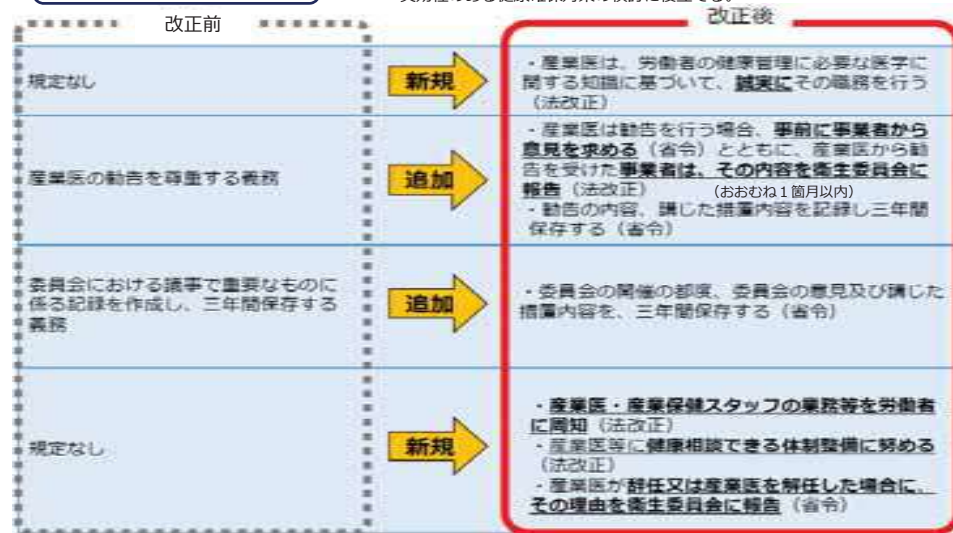 改正前
改正後
規定なし
新規
・産業医は、労働者の健康管理に必要な医学に
関する知識に基づいて、誠実にその職務を行う
（法改正）
産業医の勧告を尊重する義務
追加
・産業医は勧告を行う場合、事前に事業者から
意見を求める（省令）とともに、産業医から勧
告を受けた事業者は、その内容を衛生委員会に
報告（法改正）　（おおむね１箇月以内）
・勧告の内容、講じた措置内容を記録し三年間
保存する（省令）
委員会における議事で重要なものに
係る記録を作成し、三年間保存する
義務
追加
・委員会の開催の都度、委員会の意見及び講じた
措置内容を、三年間保存する（省令）
規定なし
新規
・産業医・産業保健スタッフの業務等を労働者
に周知（法改正）
・産業医等に健康相談できる体制整備に努める
（法改正）
・産業医が辞任又は産業医を解任した場合に、
その理由を衛生委員会に報告（省令）